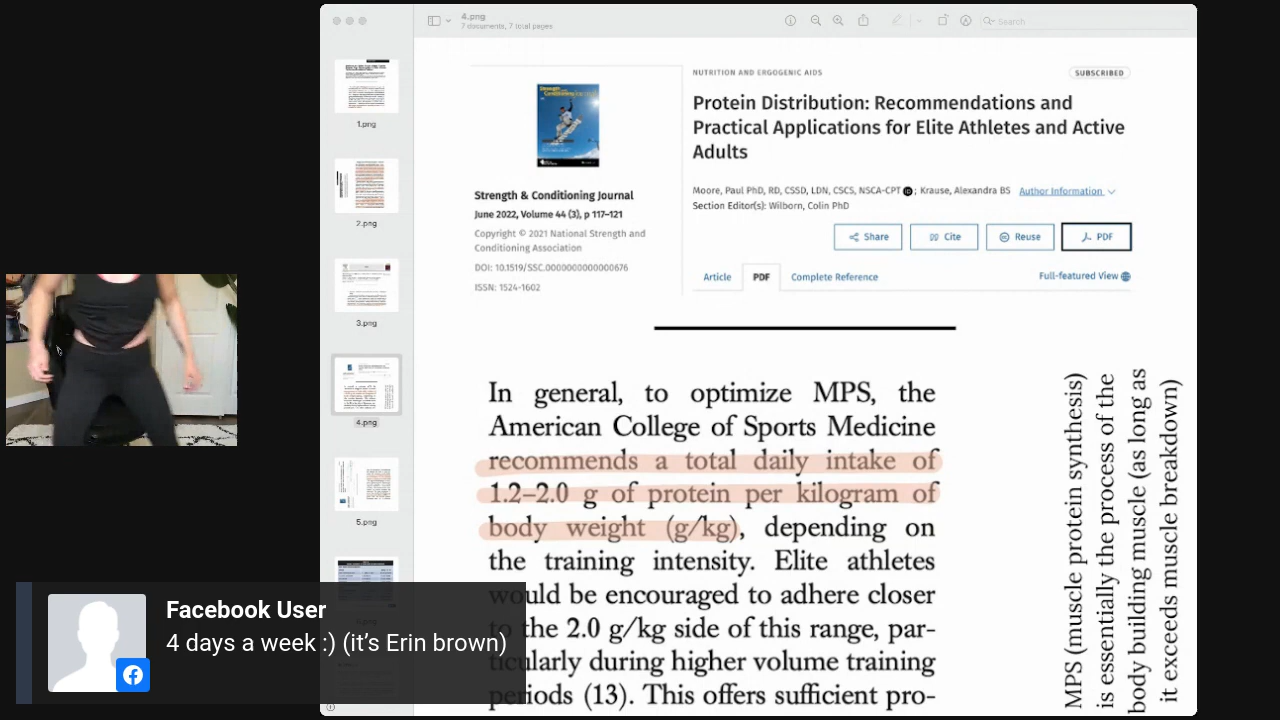 4.png
7 documents, 7 total pages
Search
1.png
2.png
3.png
4.png
5.png
NUTRITION AND ERGOGENIC AIDS
SUBSCRIBED
Protein Distribution: Recommendations and
Practical Applications for Elite Athletes and Active
Adults
Moore, Paul PhD, RD, CSSD, LDN, CSCS, NSCA-CPT; Krause, Alexandra BS
Author Information
Section Editor(s): Wilborn, Colin PhD
Strength & Conditioning Journal
June 2022, Volume 44 (3), p 117–121
Copyright © 2021 National Strength and
Conditioning Association
DOI: 10.1519/SSC.0000000000000676
ISSN: 1524-1602
Share
Cite
Reuse
PDF
Article
PDF
Complete Reference
Full-featured View
In general, to optimize MPS, the
American College of Sports Medicine
recommends a total daily intake of
1.2–2.0 g of protein per kilogram of
body weight (g/kg), depending on
the training intensity. Elite athletes
would be encouraged to adhere closer
to the 2.0 g/kg side of this range, par-
ticularly during higher volume training
periods (13). This offers sufficient pro-
MPS (muscle protein synthesis)
is essentially the process of the
body building muscle (as long as
it exceeds muscle breakdown)
Facebook User
4 days a week :) (it’s Erin brown)